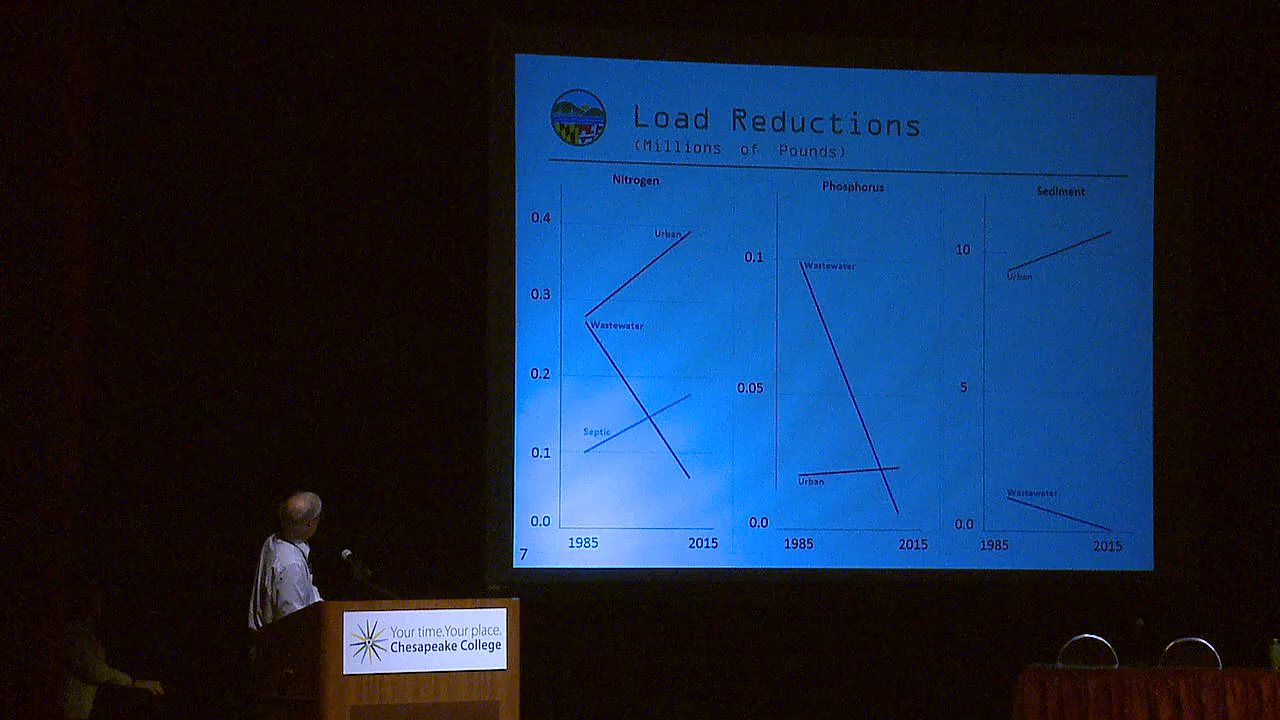 Load Reductions
(Millions of Pounds)
Nitrogen
0.4
0.3
0.2
0.1
0.0
Urban
Wastewater
Septic
1985
2015
Phosphorus
0.1
0.05
0.0
Wastewater
Urban
1985
2015
Sediment
10
5
0.0
Urban
Wastewater
1985
2015
7
Your time.Your place.
Chesapeake College